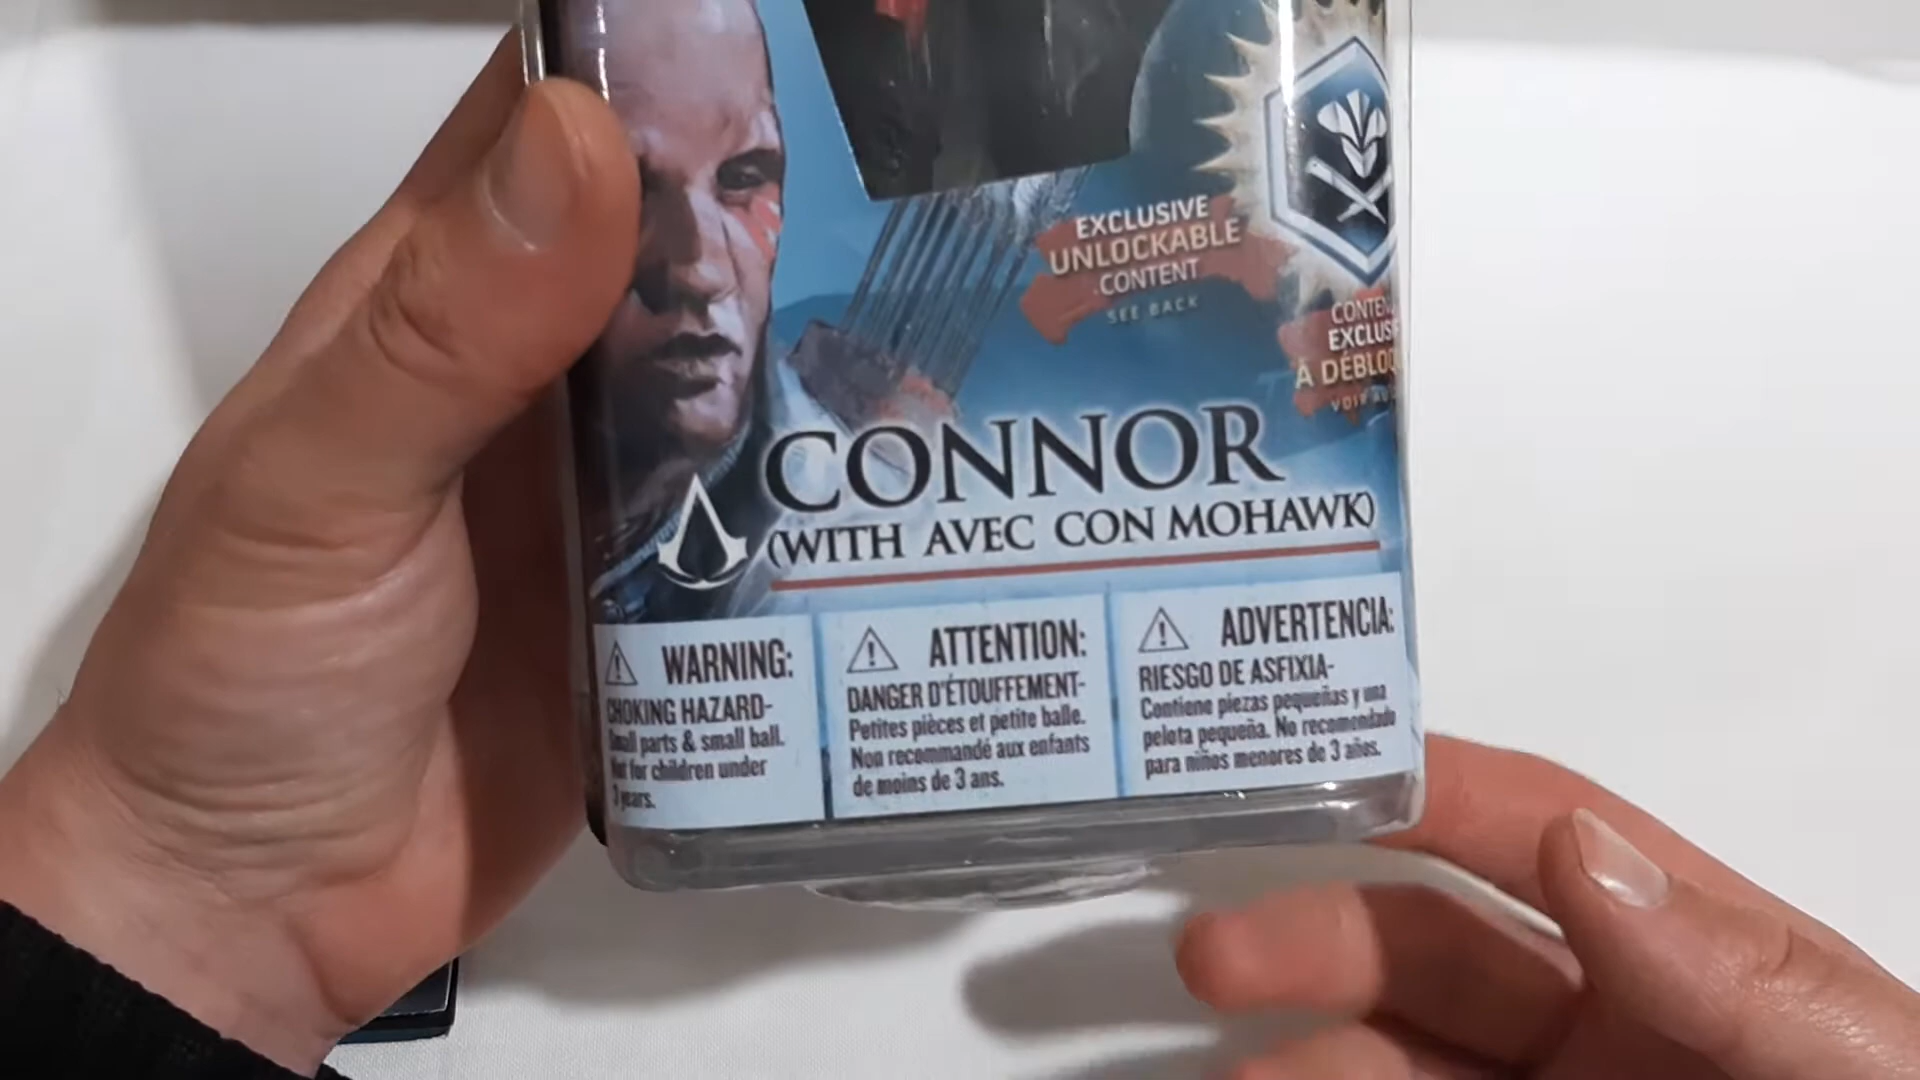 EXCLUSIVE
UNLOCKABLE
CONTENT
SEE BACK
EXCLUS
À DÉBLOQ
VOIR
CONNOR
(WITH AVEC CON MOHAWK)
WARNING:
CHOKING HAZARD-
Small parts & small ball.
Not for children under
3 years.
ATTENTION:
DANGER D'ÉTOUFFEMENT-
Petites pièces et petite balle.
Non recommandé aux enfants
de moins de 3 ans.
ADVERTENCIA:
RIESGO DE ASFIXIA-
Contiene piezas pequeñas y una
pelota pequeña. No recomendado
para niños menores de 3 años.